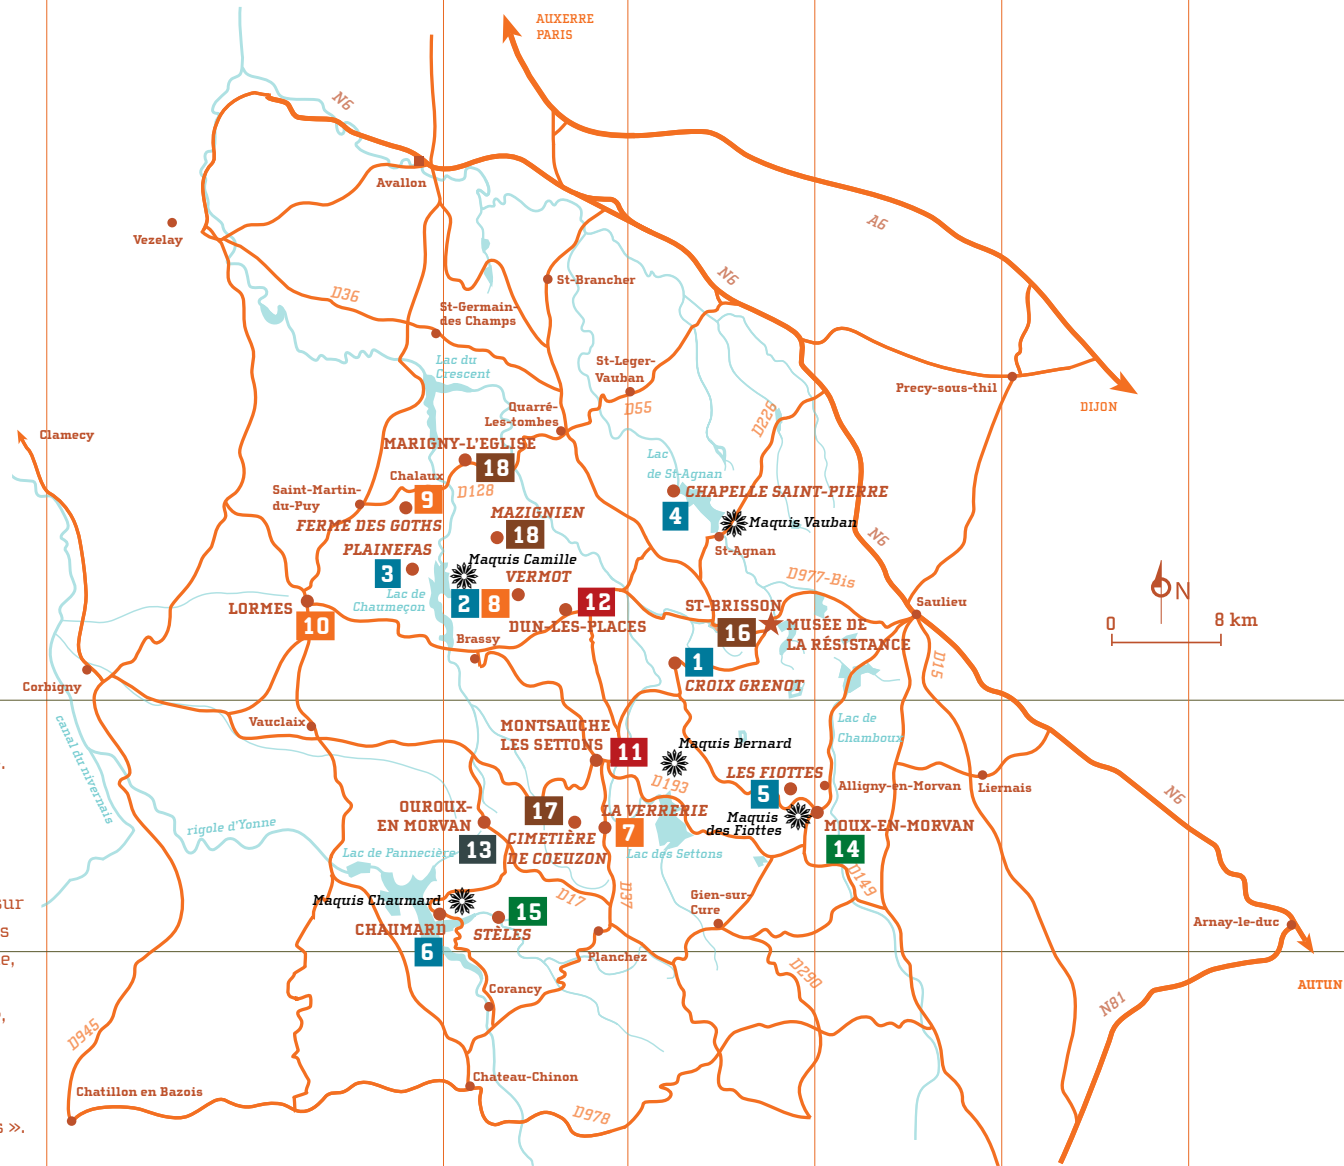 AUXERRE
PARIS
N6
Avallon
A6
Vezelay
N6
St-Brancher
D36
St-Germain-
des Champs
Lac du
Crescent
St-Leger-
Vauban
Precy-sous-thil
DIJON
D55
D226
Quarré-
Les-tombes
Clamecy
MARIGNY-L'EGLISE
18
Lac
de St-Agnan
Chalaux
9
D128
Saint-Martin-
du-Puy
CHAPELLE SAINT-PIERRE
4
FERME DES GOTHS
MAZIGNIEN
18
Maquis Vauban
N6
St-Agnan
PLAINEFAS
3
Maquis Camille
VERMOT
D977-Bis
N
Lac de
Chaumeçon
2
8
12
LORMES
10
DUN-LES-PLACES
ST-BRISSON
16
MUSÉE DE
LA RÉSISTANCE
Saulieu
0
8 km
Brassy
1
CROIX GRENOT
D15
Corbigny
canal du nivernais
Vauclaix
MONTSAUCHE
LES SETTONS
11
Lac de
Chamboux
Maquis Bernard
.
D193
LES FIOTTES
5
Alligny-en-Morvan
Liernais
N6
OUROUX-
EN MORVAN
13
17
LA VERRERIE
7
Maquis
des Fiottes
MOUX-EN-MORVAN
14
rigole d'Yonne
CIMETIÈRE
DE COEUZON
Lac de Pannecière
Lac des Settons
D149
D17
D37
Gien-sur-
Cure
Maquis Chaumard
sur
CHAUMARD
6
15
STÈLES
Arnay-le-duc
s
e,
Planchez
D290
AUTUN
Corancy
N81
,
D945
Chateau-Chinon
Chatillon en Bazois
D978
s ».